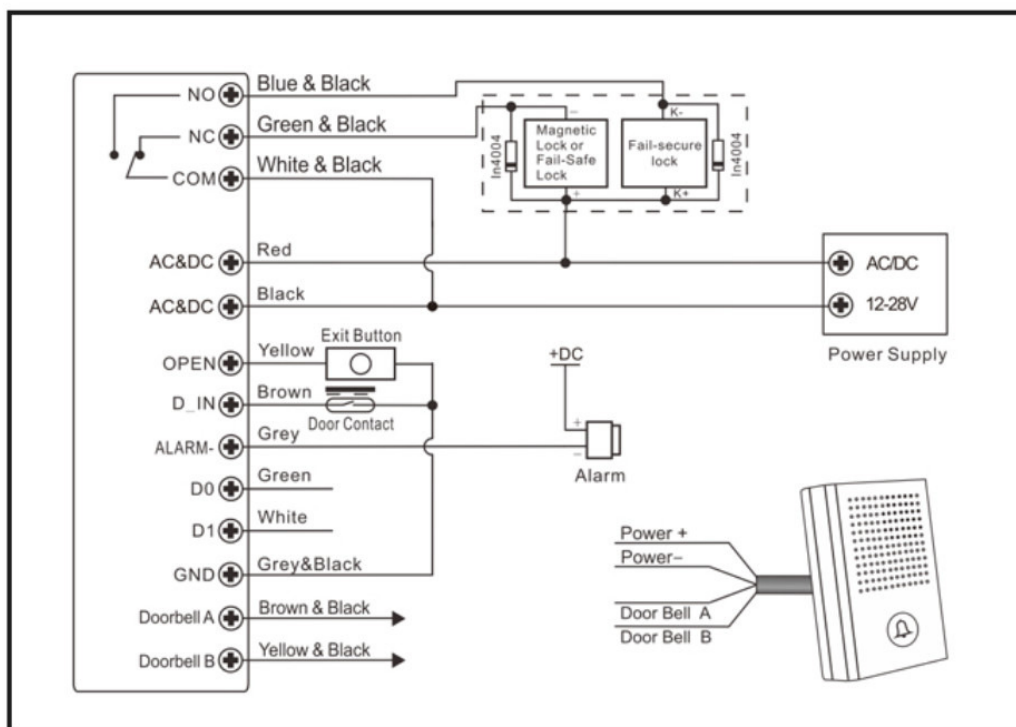 NO
Blue & Black
NC
Green & Black
COM
White & Black
In4004
−
Magnetic
Lock or
Fail-Safe
Lock
+
K-
Fail-secure
lock
K+
In4004
AC&DC
Red
AC/DC
AC&DC
Black
12-28V
Power Supply
OPEN
Yellow
Exit Button
D_IN
Brown
Door Contact
+DC
ALARM-
Grey
+
−
Alarm
D0
Green
D1
White
GND
Grey&Black
Doorbell A
Brown & Black
Doorbell B
Yellow & Black
Power +
Power−
Door Bell A
Door Bell B